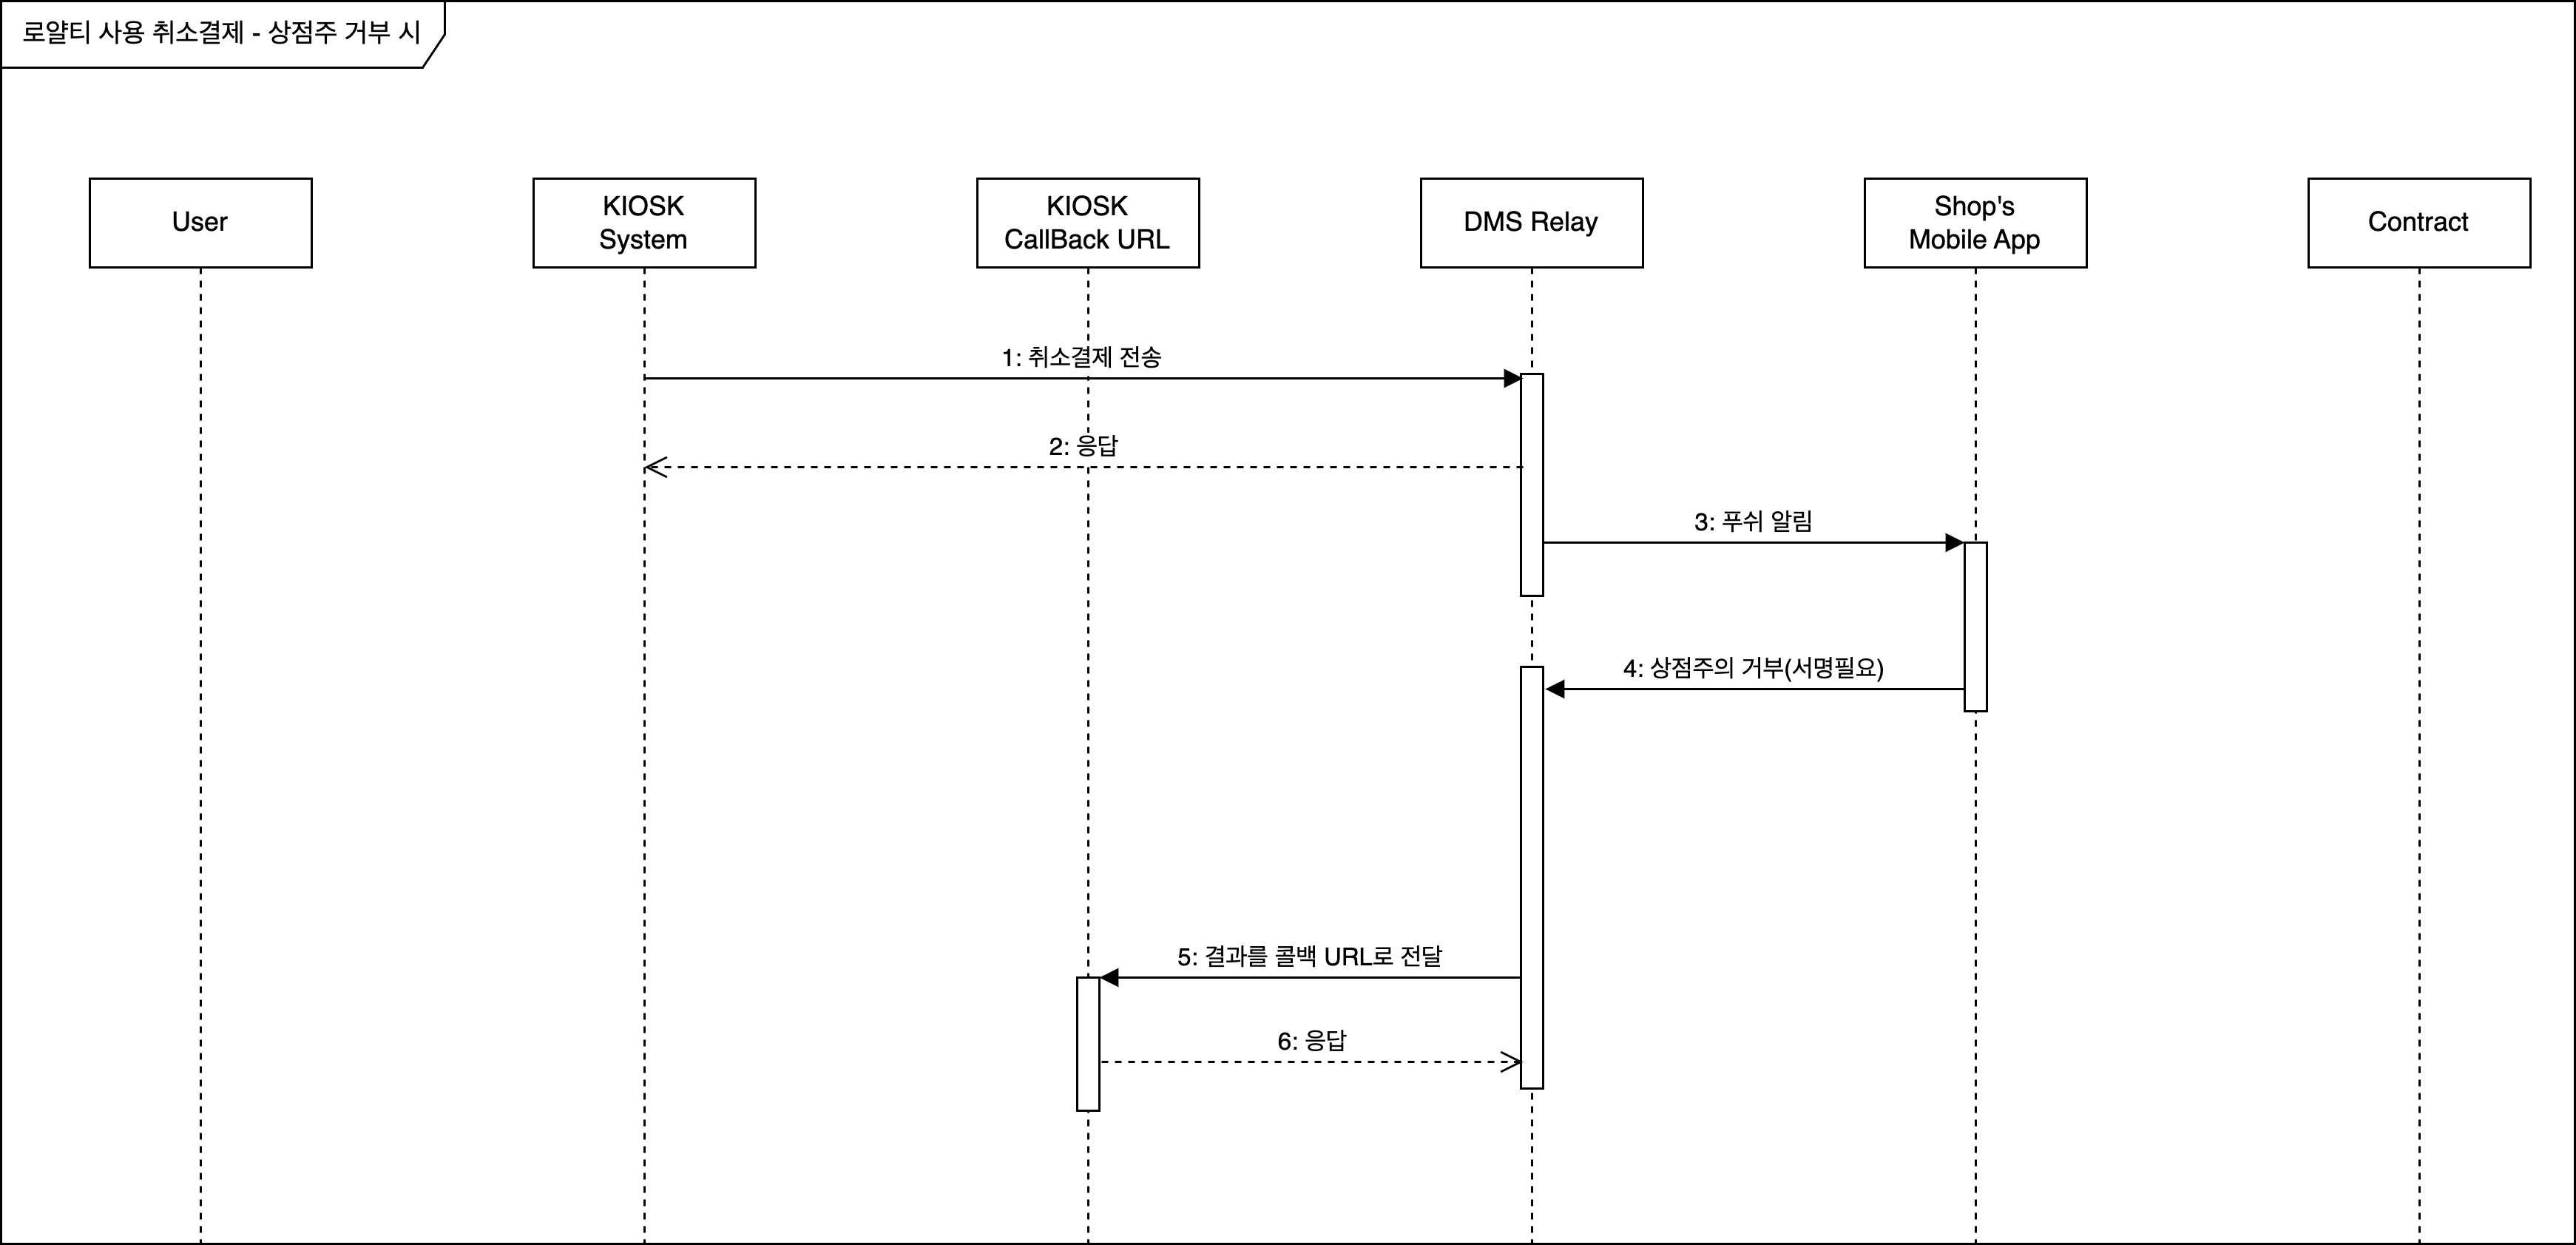 로얄티 사용 취소결제 - 상점주 거부 시
User
KIOSK
System
KIOSK
CallBack URL
DMS Relay
Shop's
Mobile App
Contract
1: 취소결제 전송
2: 응답
3: 푸쉬 알림
4: 상점주의 거부(서명필요)
5: 결과를 콜백 URL로 전달
6: 응답